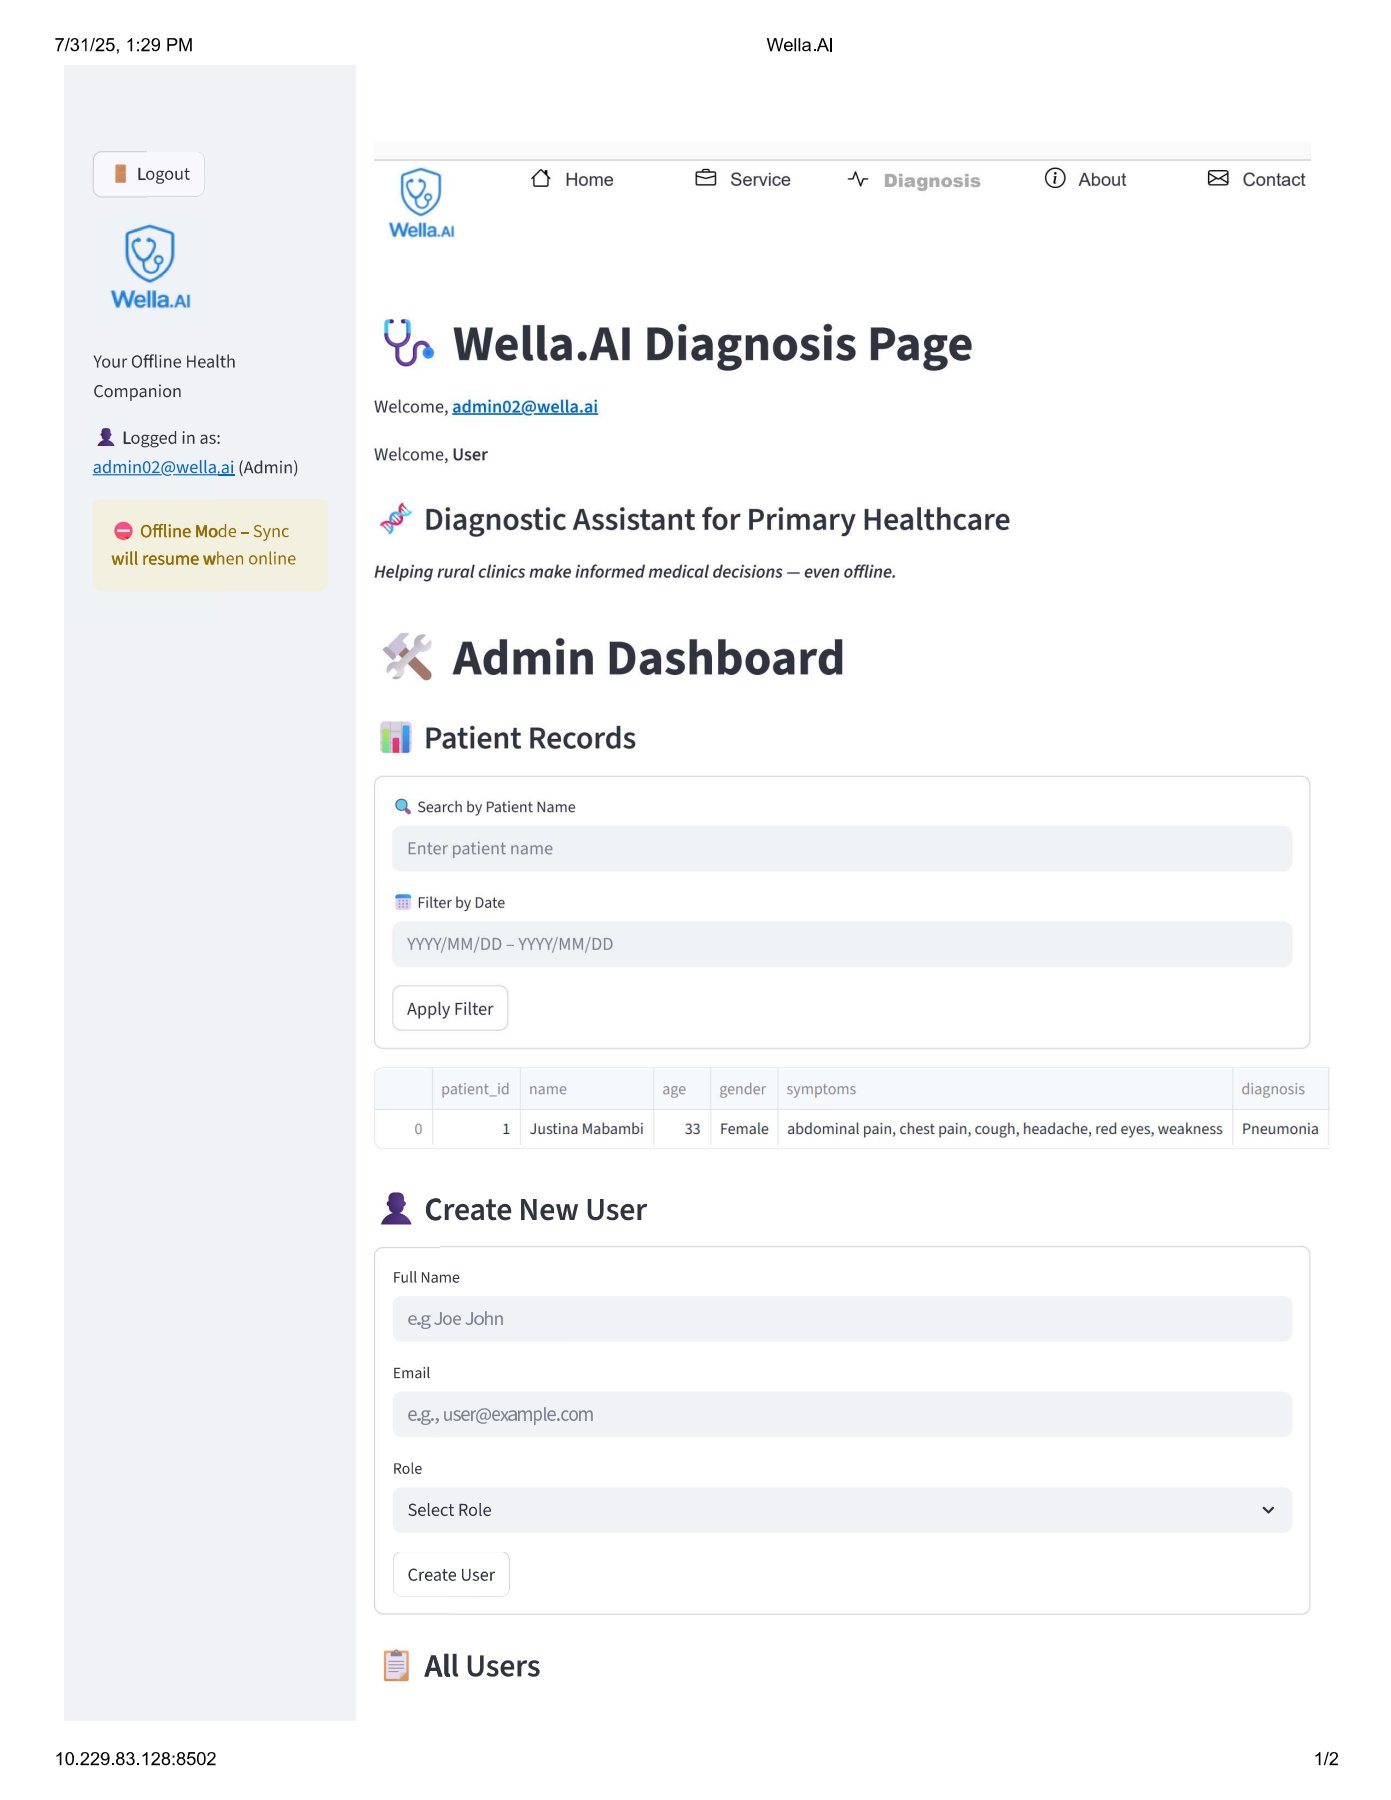 7/31/25, 1:29 PM
Wella.AI
Logout
Wella.AI
Your Offline Health
Companion
Logged in as:
admin02@wella.ai (Admin)
Offline Mode – Sync
will resume when online
Wella.AI
Home
Service
Diagnosis
About
Contact
Wella.AI Diagnosis Page
Welcome, admin02@wella.ai
Welcome, User
Diagnostic Assistant for Primary Healthcare
Helping rural clinics make informed medical decisions — even offline.
Admin Dashboard
Patient Records
Search by Patient Name
Enter patient name
Filter by Date
YYYY/MM/DD – YYYY/MM/DD
Apply Filter
patient_id name age gender symptoms diagnosis
0 1 Justina Mabambi 33 Female abdominal pain, chest pain, cough, headache, red eyes, weakness Pneumonia
Create New User
Full Name
e.g Joe John
Email
e.g., user@example.com
Role
Select Role
Create User
All Users
10.229.83.128:8502
1/2